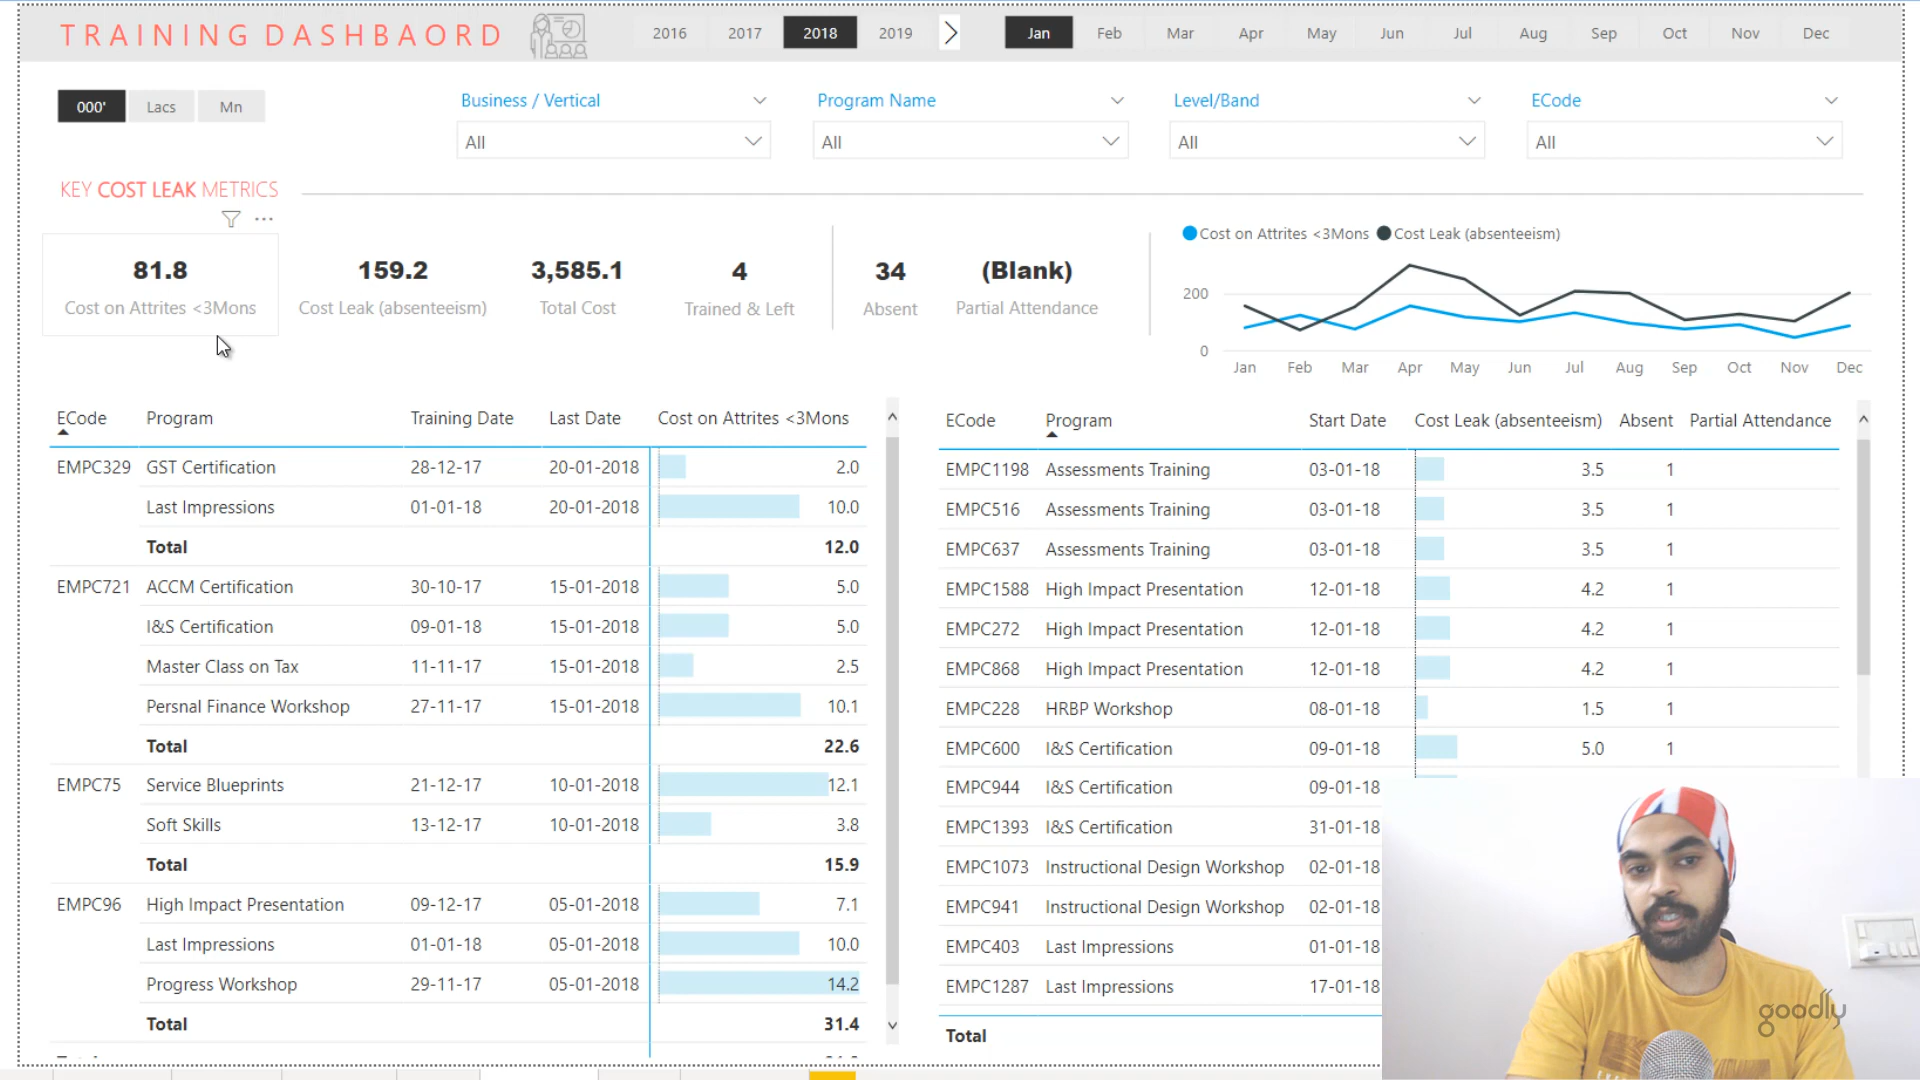 TRAINING DASHBAORD
2016 2017 2018 2019
Jan Feb Mar Apr May Jun Jul Aug Sep Oct Nov Dec
000' Lacs Mn
Business / Vertical
All
Program Name
All
Level/Band
All
ECode
All
KEY COST LEAK METRICS
81.8
Cost on Attrites <3Mons
159.2
Cost Leak (absenteeism)
3,585.1
Total Cost
4
Trained & Left
34
Absent
(Blank)
Partial Attendance
Cost on Attrites <3Mons Cost Leak (absenteeism)
200
0
Jan Feb Mar Apr May Jun Jul Aug Sep Oct Nov Dec
ECode Program Training Date Last Date Cost on Attrites <3Mons
EMPC329 GST Certification 28-12-17 20-01-2018 2.0
Last Impressions 01-01-18 20-01-2018 10.0
Total 12.0
EMPC721 ACCM Certification 30-10-17 15-01-2018 5.0
I&S Certification 09-01-18 15-01-2018 5.0
Master Class on Tax 11-11-17 15-01-2018 2.5
Persnal Finance Workshop 27-11-17 15-01-2018 10.1
Total 22.6
EMPC75 Service Blueprints 21-12-17 10-01-2018 12.1
Soft Skills 13-12-17 10-01-2018 3.8
Total 15.9
EMPC96 High Impact Presentation 09-12-17 05-01-2018 7.1
Last Impressions 01-01-18 05-01-2018 10.0
Progress Workshop 29-11-17 05-01-2018 14.2
Total 31.4
ECode Program Start Date Cost Leak (absenteeism) Absent Partial Attendance
EMPC1198 Assessments Training 03-01-18 3.5 1
EMPC516 Assessments Training 03-01-18 3.5 1
EMPC637 Assessments Training 03-01-18 3.5 1
EMPC1588 High Impact Presentation 12-01-18 4.2 1
EMPC272 High Impact Presentation 12-01-18 4.2 1
EMPC868 High Impact Presentation 12-01-18 4.2 1
EMPC228 HRBP Workshop 08-01-18 1.5 1
EMPC600 I&S Certification 09-01-18 5.0 1
EMPC944 I&S Certification 09-01-18
EMPC1393 I&S Certification 31-01-18
EMPC1073 Instructional Design Workshop 02-01-18
EMPC941 Instructional Design Workshop 02-01-18
EMPC403 Last Impressions 01-01-18
EMPC1287 Last Impressions 17-01-18
Total
goodly